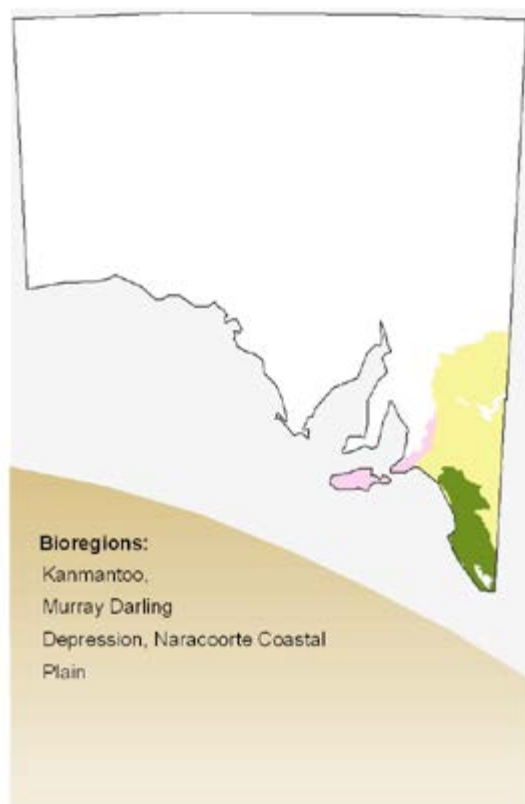 Bioregions:
Kanmantoo,
Murray Darling
Depression, Naracoorte Coastal
Plain